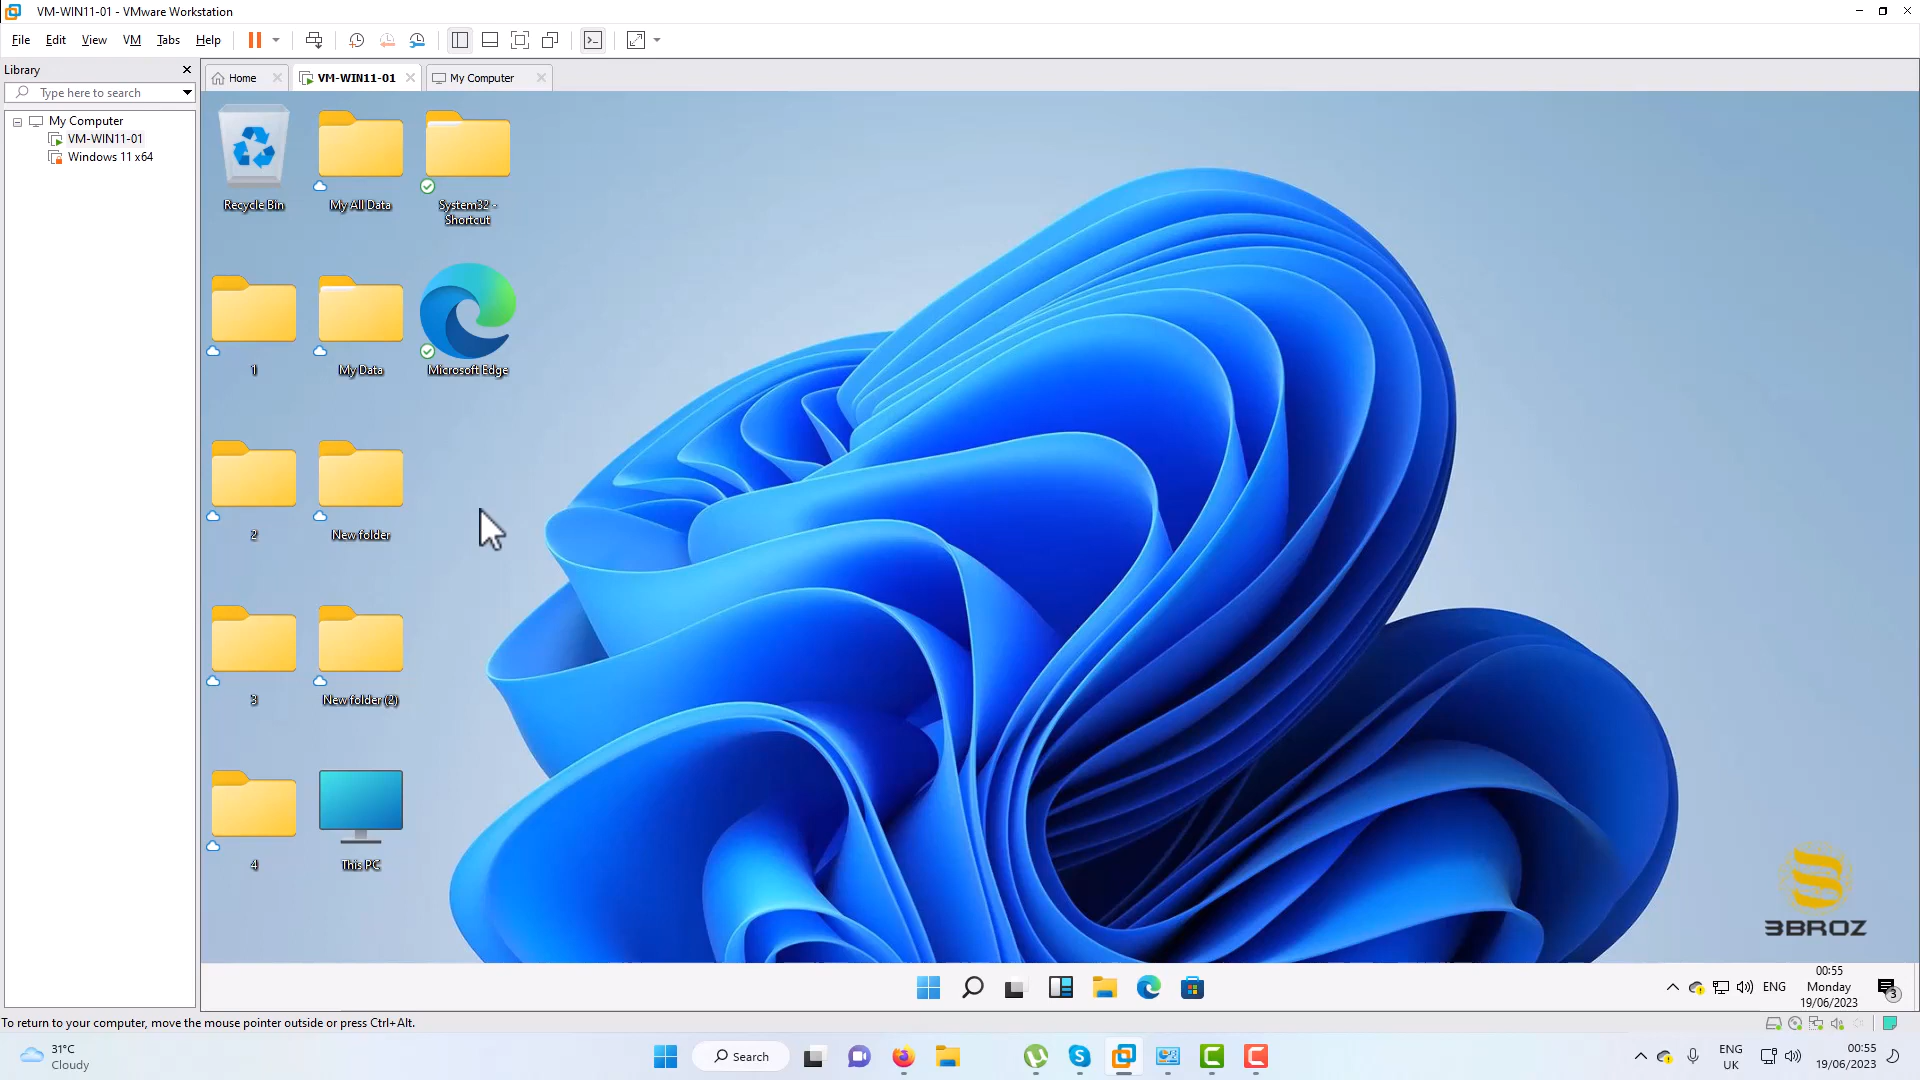 VM-WIN11-01 - VMware Workstation
File Edit View VM Tabs Help
Library
Type here to search
My Computer
VM-WIN11-01
Windows 11 x64
Home
VM-WIN11-01
My Computer
Recycle Bin
My All Data
System32 -
Shortcut
1
My Data
Microsoft Edge
2
New folder
3
New folder (2)
4
This PC
3BROZ
ENG
00:55
Monday
19/06/2023
3
To return to your computer, move the mouse pointer outside or press Ctrl+Alt.
31°C
Cloudy
Search
ENG
UK
00:55
19/06/2023